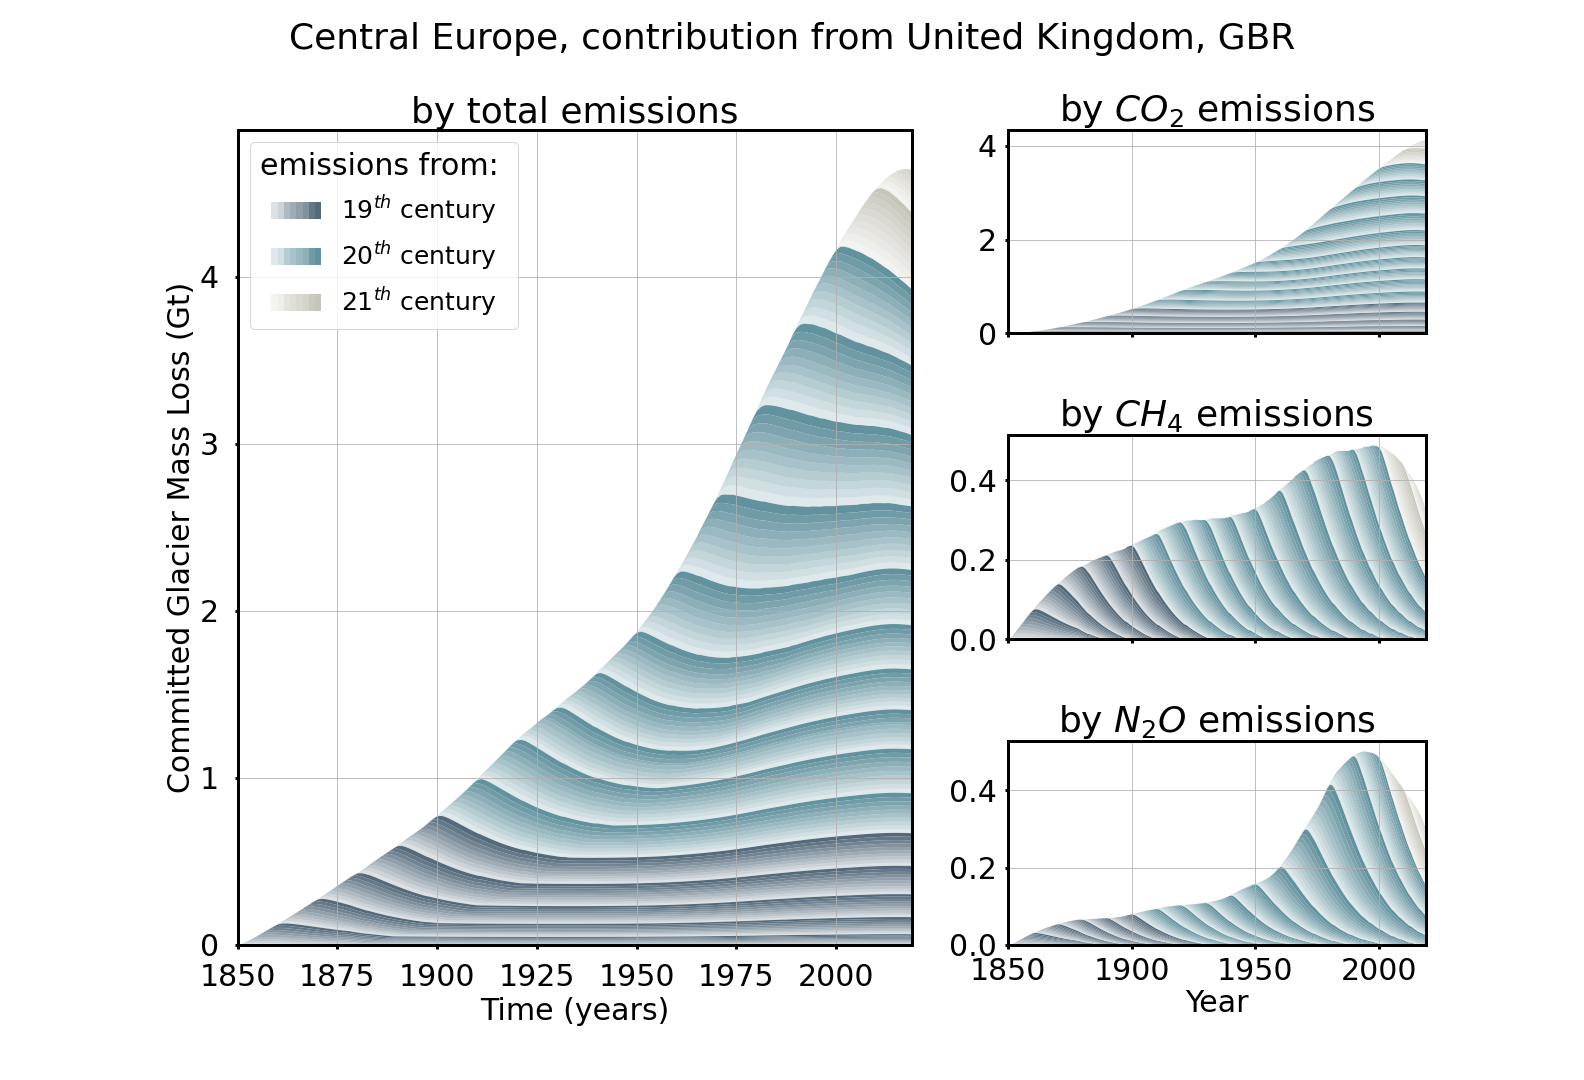 Central Europe, contribution from United Kingdom, GBR
by total emissions
emissions from:
19th century
20th century
21th century
Committed Glacier Mass Loss (Gt)
4
3
2
1
0
1850 1875 1900 1925 1950 1975 2000
Time (years)
by CO2 emissions
4
2
0
by CH4 emissions
0.4
0.2
0.0
by N2O emissions
0.4
0.2
0.0
1850 1900 1950 2000
Year